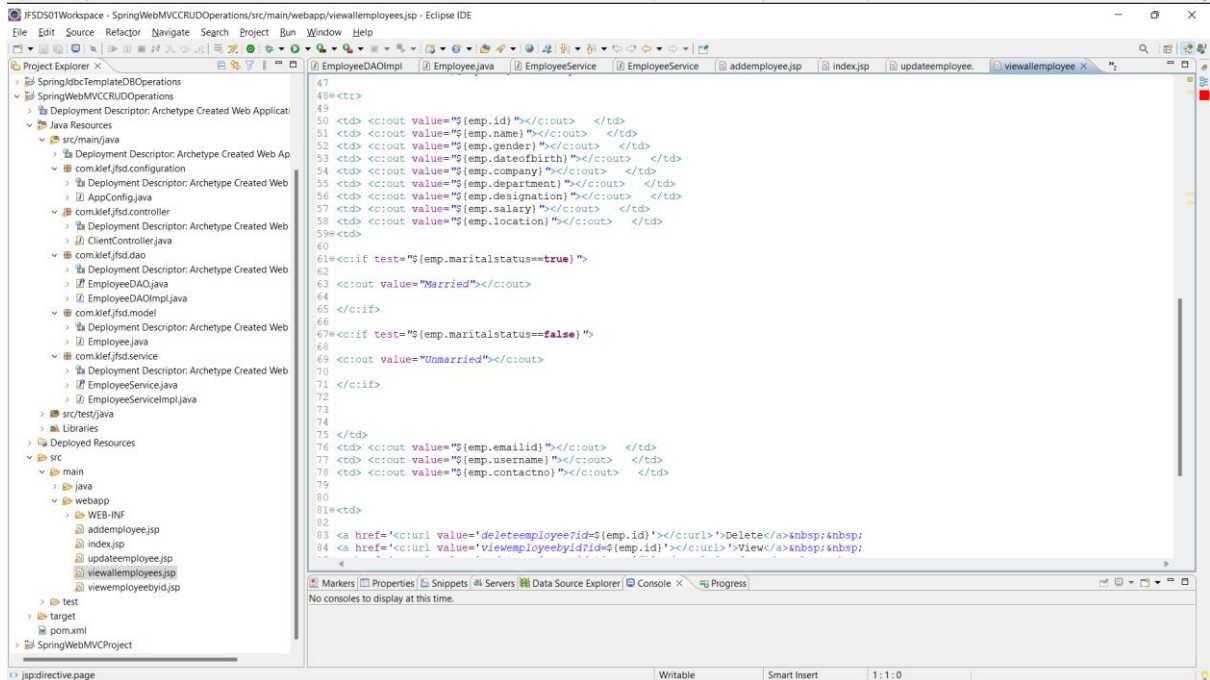 JFSDS01Workspace - SpringWebMVCCRUDOperations/src/main/webapp/viewallemployees.jsp - Eclipse IDE
File Edit Source Refactor Navigate Search Project Run Window Help
Project Explorer
SpringJdbcTemplateDBOperations
SpringWebMVCCRUDOperations
Deployment Descriptor: Archetype Created Web Applicati
Java Resources
src/main/java
Deployment Descriptor: Archetype Created Web Ap
com.klef.jfsd.configuration
Deployment Descriptor: Archetype Created Web
AppConfig.java
com.klef.jfsd.controller
Deployment Descriptor: Archetype Created Web
ClientController.java
com.klef.jfsd.dao
Deployment Descriptor: Archetype Created Web
EmployeeDAO.java
EmployeeDAOImpl.java
com.klef.jfsd.model
Deployment Descriptor: Archetype Created Web
Employee.java
com.klef.jfsd.service
Deployment Descriptor: Archetype Created Web
EmployeeService.java
EmployeeServiceImpl.java
src/test/java
Libraries
Deployed Resources
src
main
java
webapp
WEB-INF
addemployee.jsp
index.jsp
updateemployee.jsp
viewallemployees.jsp
viewemployeebyid.jsp
test
target
pom.xml
SpringWebMVCProject
EmployeeDAOImpl Employee.java EmployeeService EmployeeService addemployee.jsp index.jsp updateemployee. viewallemployee
47
48 <tr>
49
50 <td> <c:out value="${emp.id}"></c:out> </td>
51 <td> <c:out value="${emp.name}"></c:out> </td>
52 <td> <c:out value="${emp.gender}"></c:out> </td>
53 <td> <c:out value="${emp.dateofbirth}"></c:out> </td>
54 <td> <c:out value="${emp.company}"></c:out> </td>
55 <td> <c:out value="${emp.department}"></c:out> </td>
56 <td> <c:out value="${emp.designation}"></c:out> </td>
57 <td> <c:out value="${emp.salary}"></c:out> </td>
58 <td> <c:out value="${emp.location}"></c:out> </td>
59 <td>
60
61 <c:if test="${emp.maritalstatus==true}">
62
63 <c:out value="Married"></c:out>
64
65 </c:if>
66
67 <c:if test="${emp.maritalstatus==false}">
68
69 <c:out value="Unmarried"></c:out>
70
71 </c:if>
72
73
74
75 </td>
76 <td> <c:out value="${emp.emailid}"></c:out> </td>
77 <td> <c:out value="${emp.username}"></c:out> </td>
78 <td> <c:out value="${emp.contactno}"></c:out> </td>
79
80
81 <td>
82
83 <a href='<c:url value='deleteemployee?id=${emp.id}'></c:url>'>Delete</a>&nbsp;&nbsp;
84 <a href='<c:url value='viewemployeebyid?id=${emp.id}'></c:url>'>View</a>&nbsp;&nbsp;
Markers Properties Snippets Servers Data Source Explorer Console Progress
No consoles to display at this time.
jsp:directive.page Writable Smart Insert 1:1:0